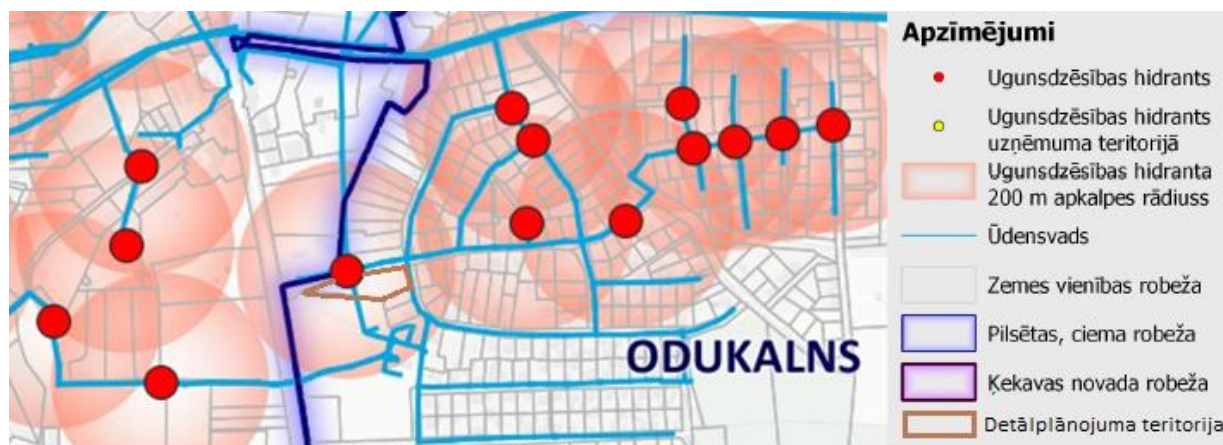 ODUKALNS
Apzīmējumi
Ugunsdzēsības hidrants
Ugunsdzēsības hidrants
uzņēmuma teritorijā
Ugunsdzēsības hidranta
200 m apkalpes rādiuss
Ūdensvads
Zemes vienības robeža
Pilsētas, ciema robeža
Ķekavas novada robeža
Detālplānojuma teritorija